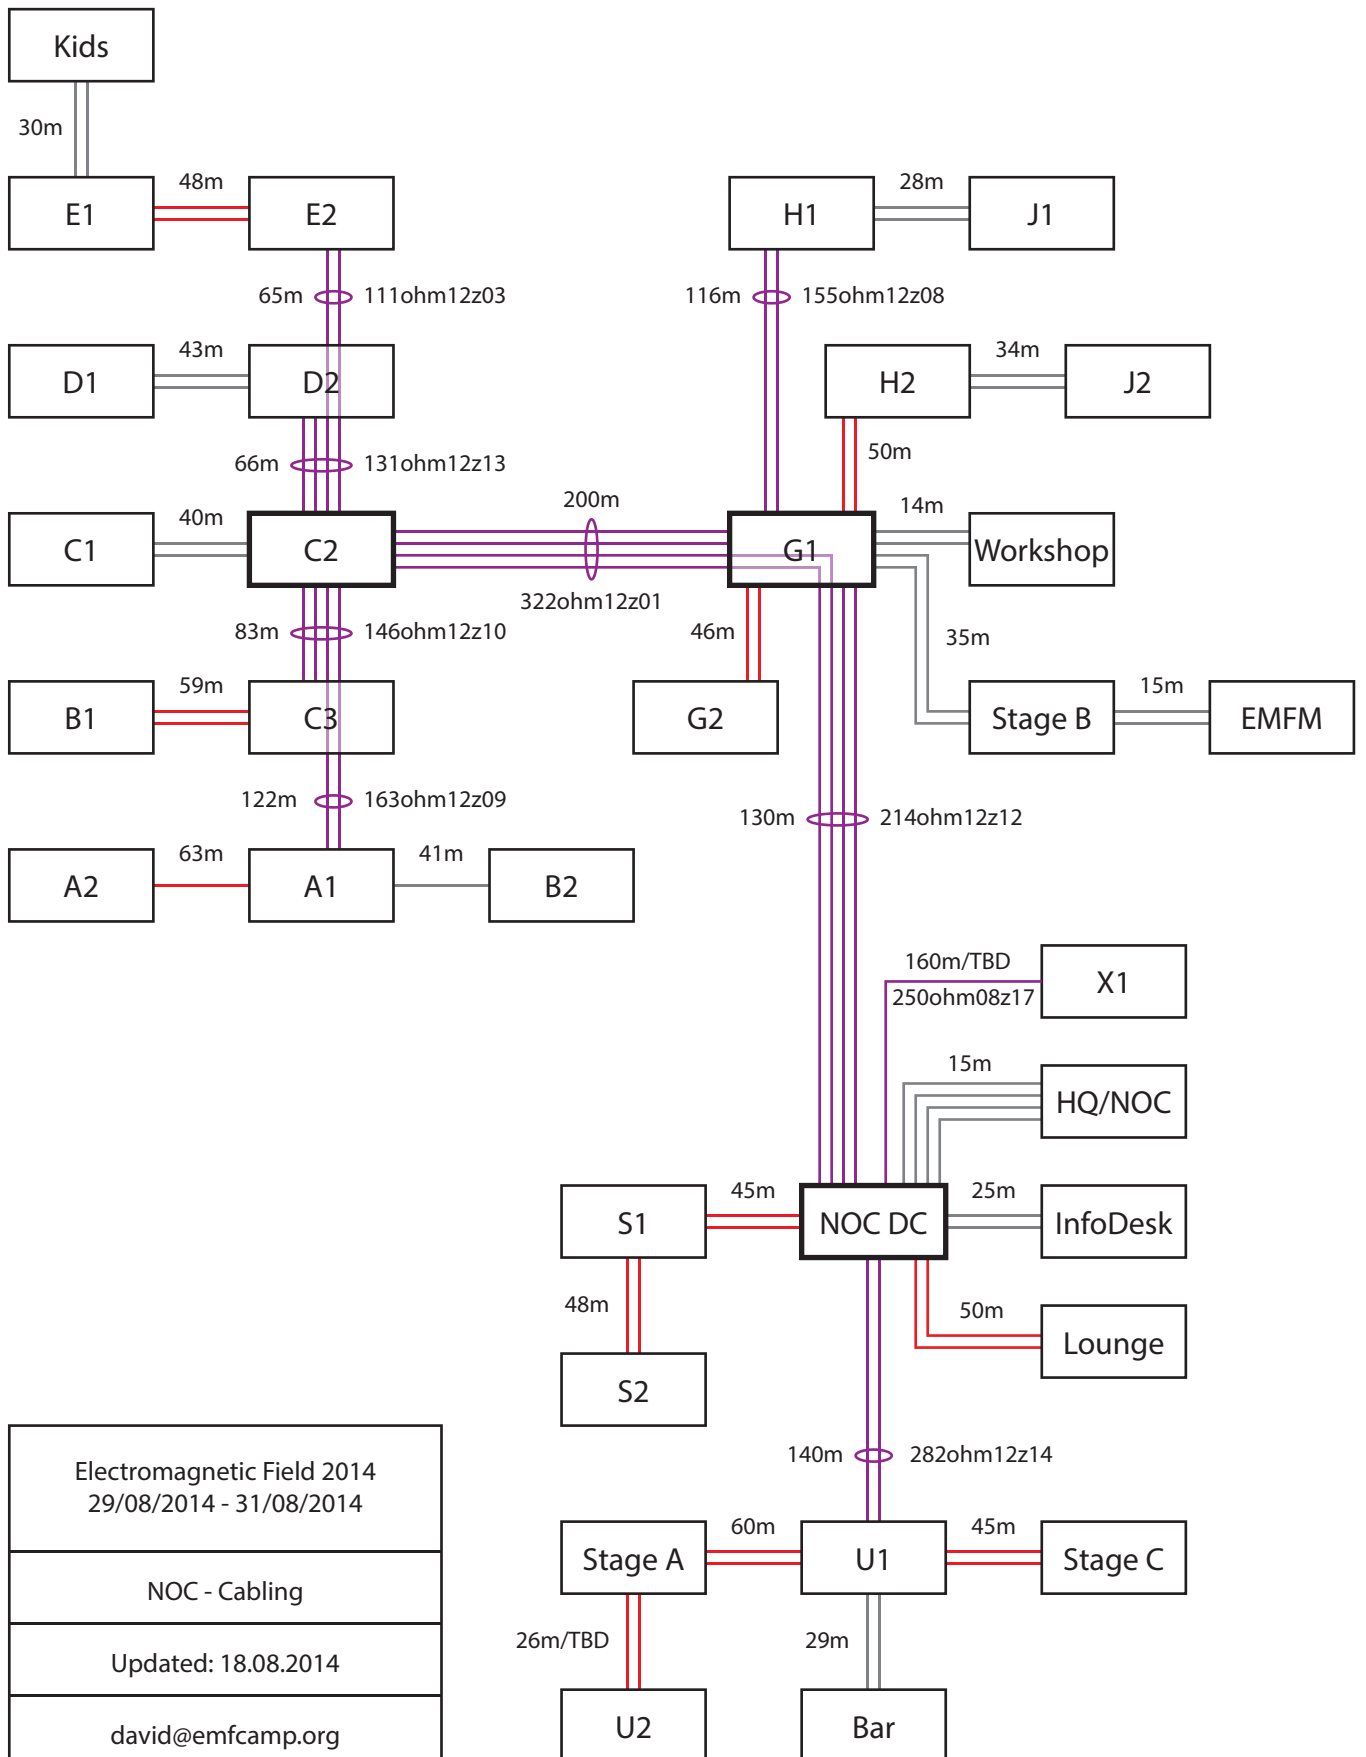 Kids
30m
48m
28m
E1
E2
H1
J1
65m
111ohm12z03
116m
155ohm12z08
43m
34m
D1
D2
H2
J2
50m
66m
131ohm12z13
200m
40m
14m
C1
C2
G1
Workshop
322ohm12z01
83m
146ohm12z10
46m
35m
59m
15m
B1
C3
G2
Stage B
EMFM
122m
163ohm12z09
130m
214ohm12z12
63m
41m
A2
A1
B2
160m/TBD
X1
250ohm08z17
15m
HQ/NOC
45m
25m
S1
NOC DC
InfoDesk
48m
50m
Lounge
S2
140m
282ohm12z14
60m
45m
Stage A
U1
Stage C
26m/TBD
29m
U2
Bar
Electromagnetic Field 2014
29/08/2014 - 31/08/2014
NOC - Cabling
Updated: 18.08.2014
david@emfcamp.org